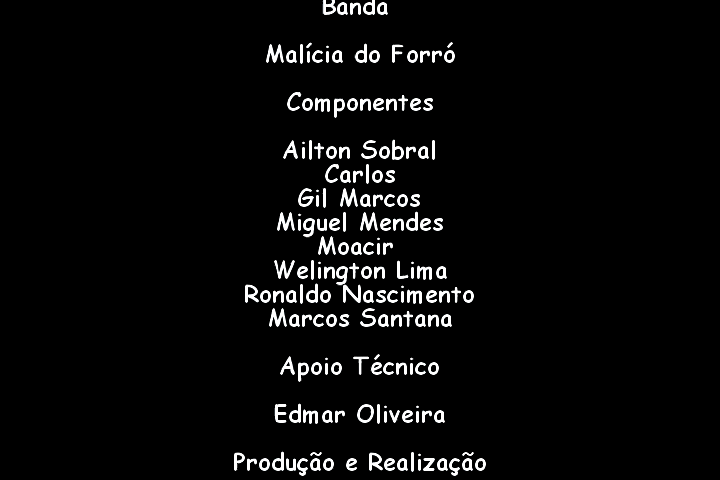 Banda
Malícia do Forró
Componentes
Ailton Sobral
Carlos
Gil Marcos
Miguel Mendes
Moacir
Welington Lima
Ronaldo Nascimento
Marcos Santana
Apoio Técnico
Edmar Oliveira
Produção e Realização